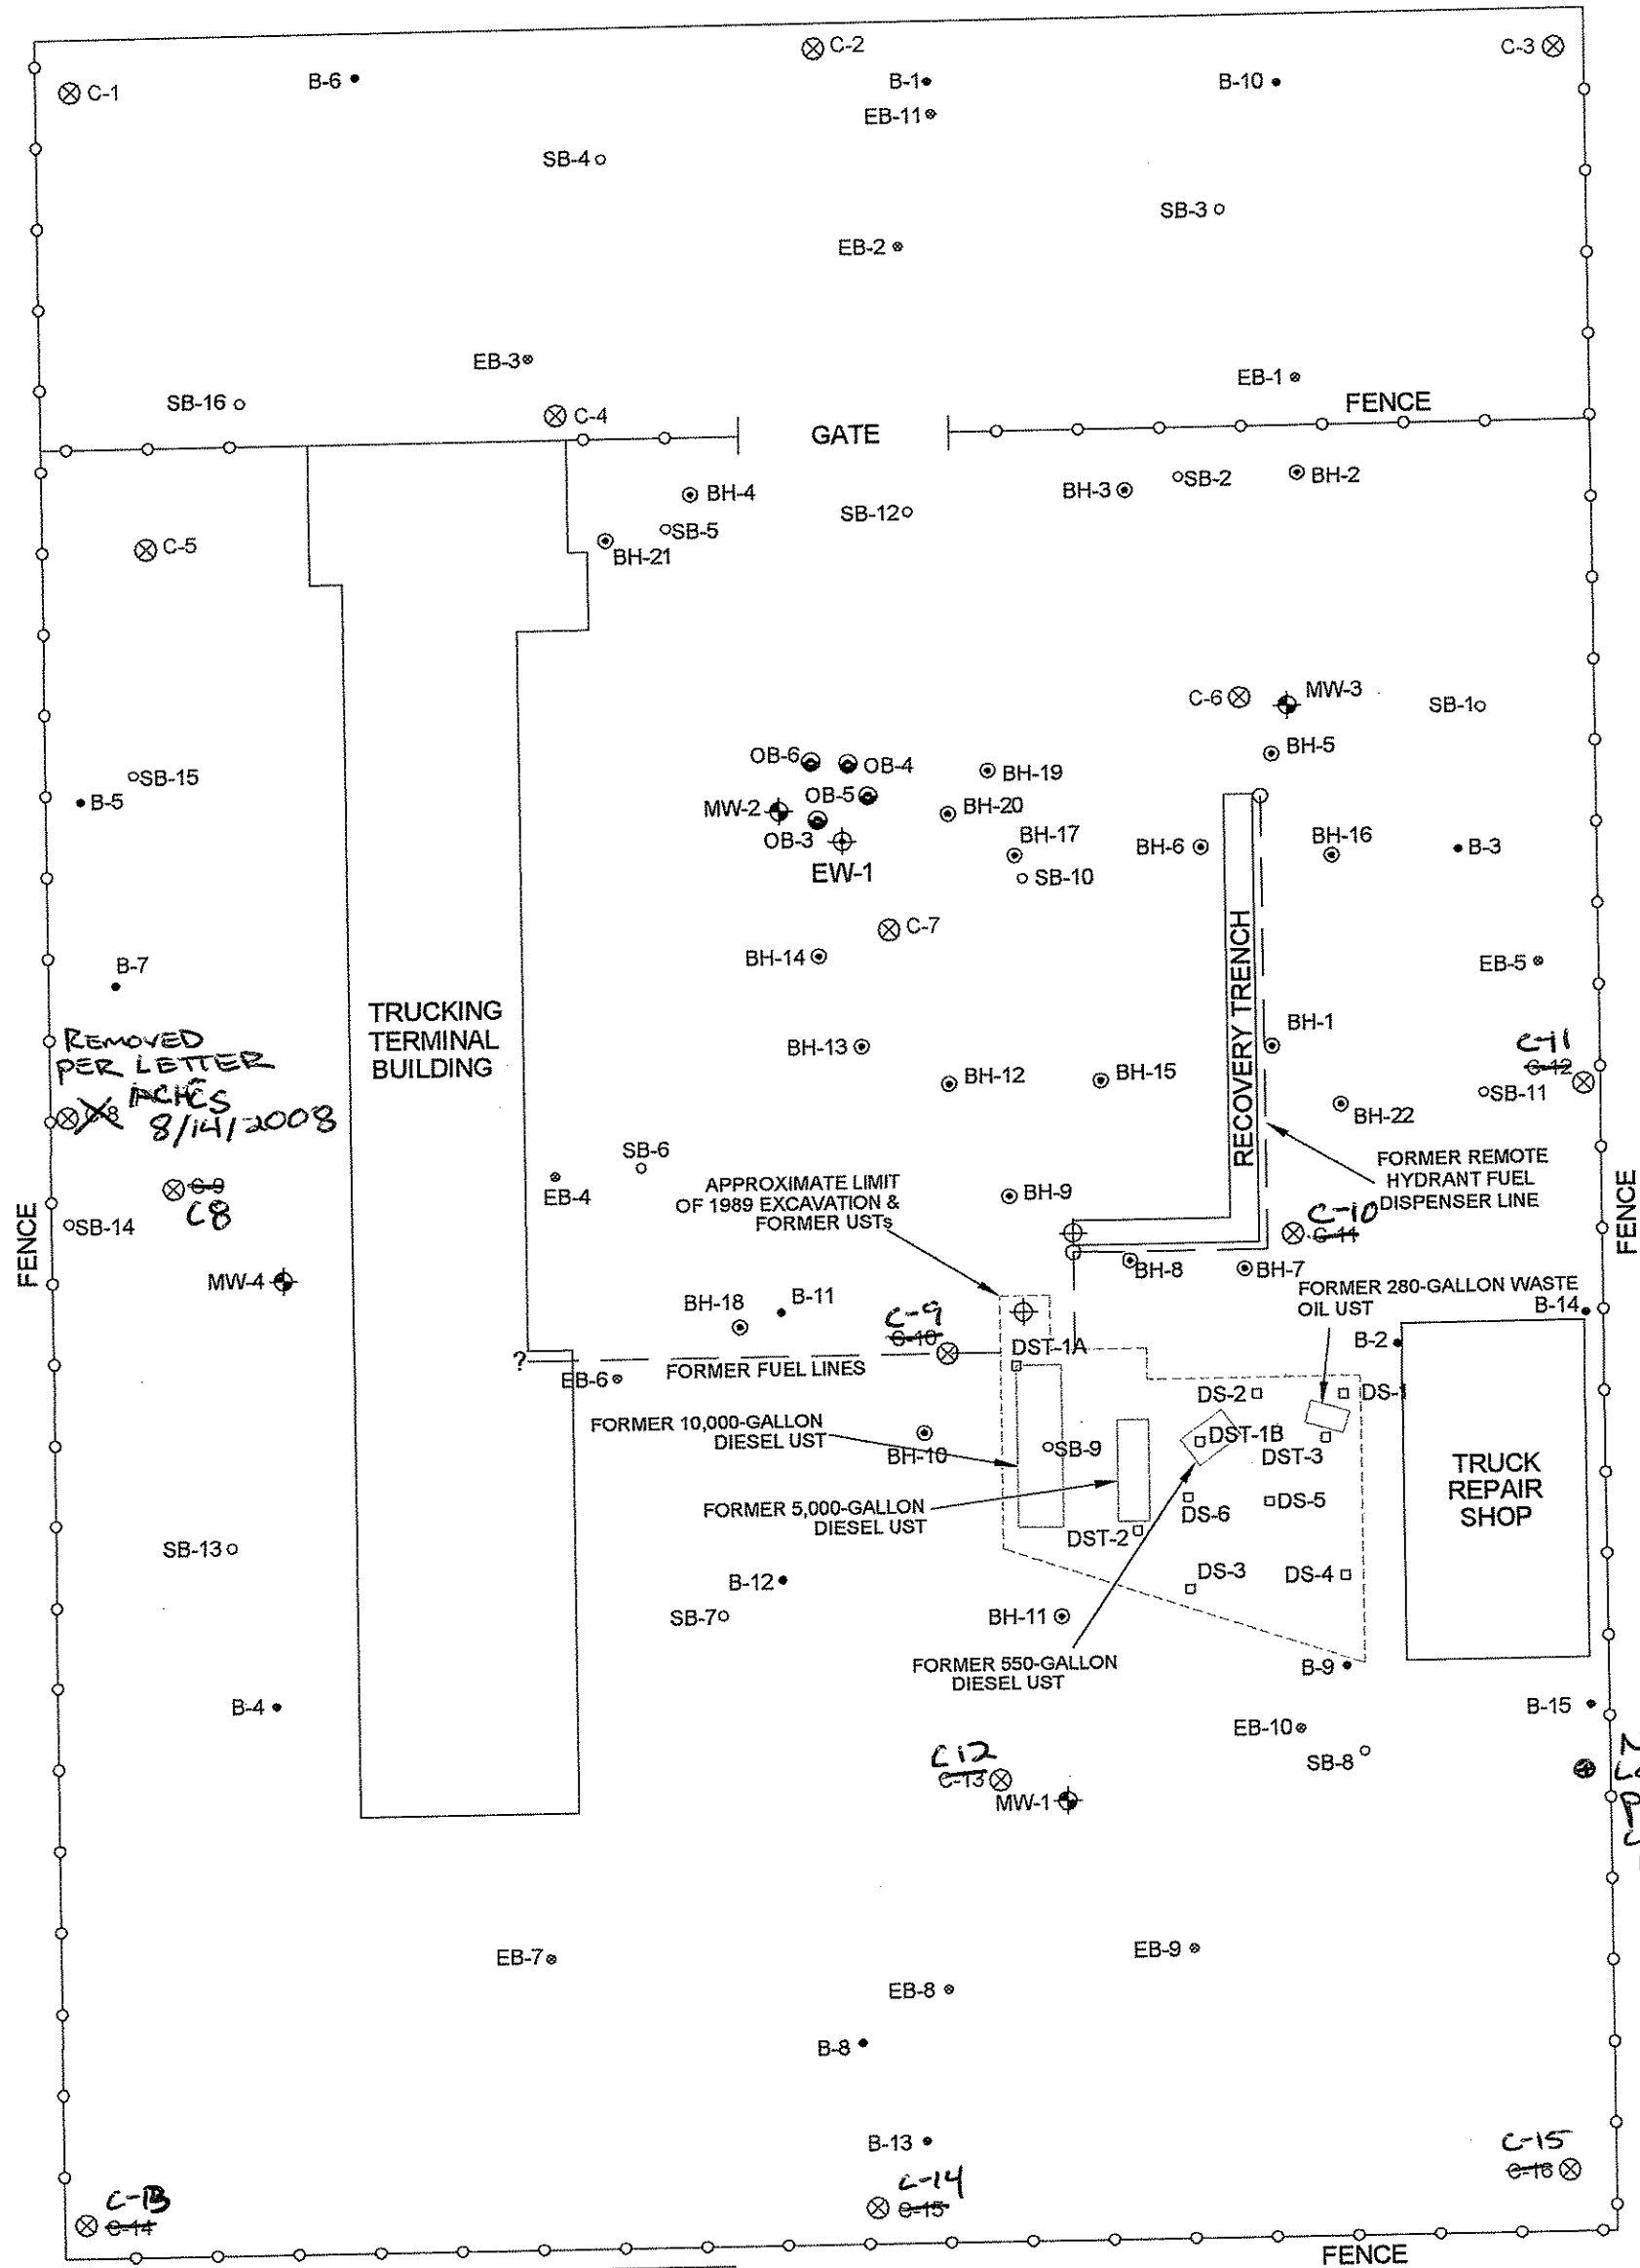 C-1
B-6
C-2
B-1
EB-11
B-10
C-3
SB-4
SB-3
EB-2
EB-3
EB-1
SB-16
C-4
GATE
FENCE
BH-4
BH-3
SB-2
BH-2
SB-12
SB-5
C-5
BH-21
C-6
MW-3
SB-1
BH-5
OB-6
OB-4
BH-19
SB-15
B-5
OB-5
MW-2
BH-20
OB-3
EW-1
BH-17
BH-6
BH-16
B-3
SB-10
C-7
BH-14
RECOVERY TRENCH
EB-5
B-7
TRUCKING
TERMINAL
BUILDING
BH-13
BH-1
REMOVED
PER LETTER
8/14/2008
C-8
BH-12
BH-15
C-11
C-12
SB-11
BH-22
SB-6
EB-4
APPROXIMATE LIMIT
OF 1989 EXCAVATION &
FORMER USTs
BH-9
FORMER REMOTE
HYDRANT FUEL
DISPENSER LINE
C-9
C8
SB-14
FENCE
FENCE
C-10
C-11
MW-4
BH-8
BH-7
BH-18
B-11
C-9
C-10
DST-1A
FORMER 280-GALLON WASTE
OIL UST
B-14
B-2
?
FORMER FUEL LINES
EB-6
DS-2
DS-1
FORMER 10,000-GALLON
DIESEL UST
BH-10
SB-9
DST-1B
DST-3
FORMER 5,000-GALLON
DIESEL UST
DST-2
DS-6
DS-5
TRUCK
REPAIR
SHOP
SB-13
B-12
SB-7
DS-3
DS-4
BH-11
FORMER 550-GALLON
DIESEL UST
B-9
B-4
B-15
EB-10
SB-8
C12
C-13
MW-1
EB-7
EB-9
EB-8
B-8
B-13
C-13
C-14
C-14
C-15
C-15
C-16
FENCE